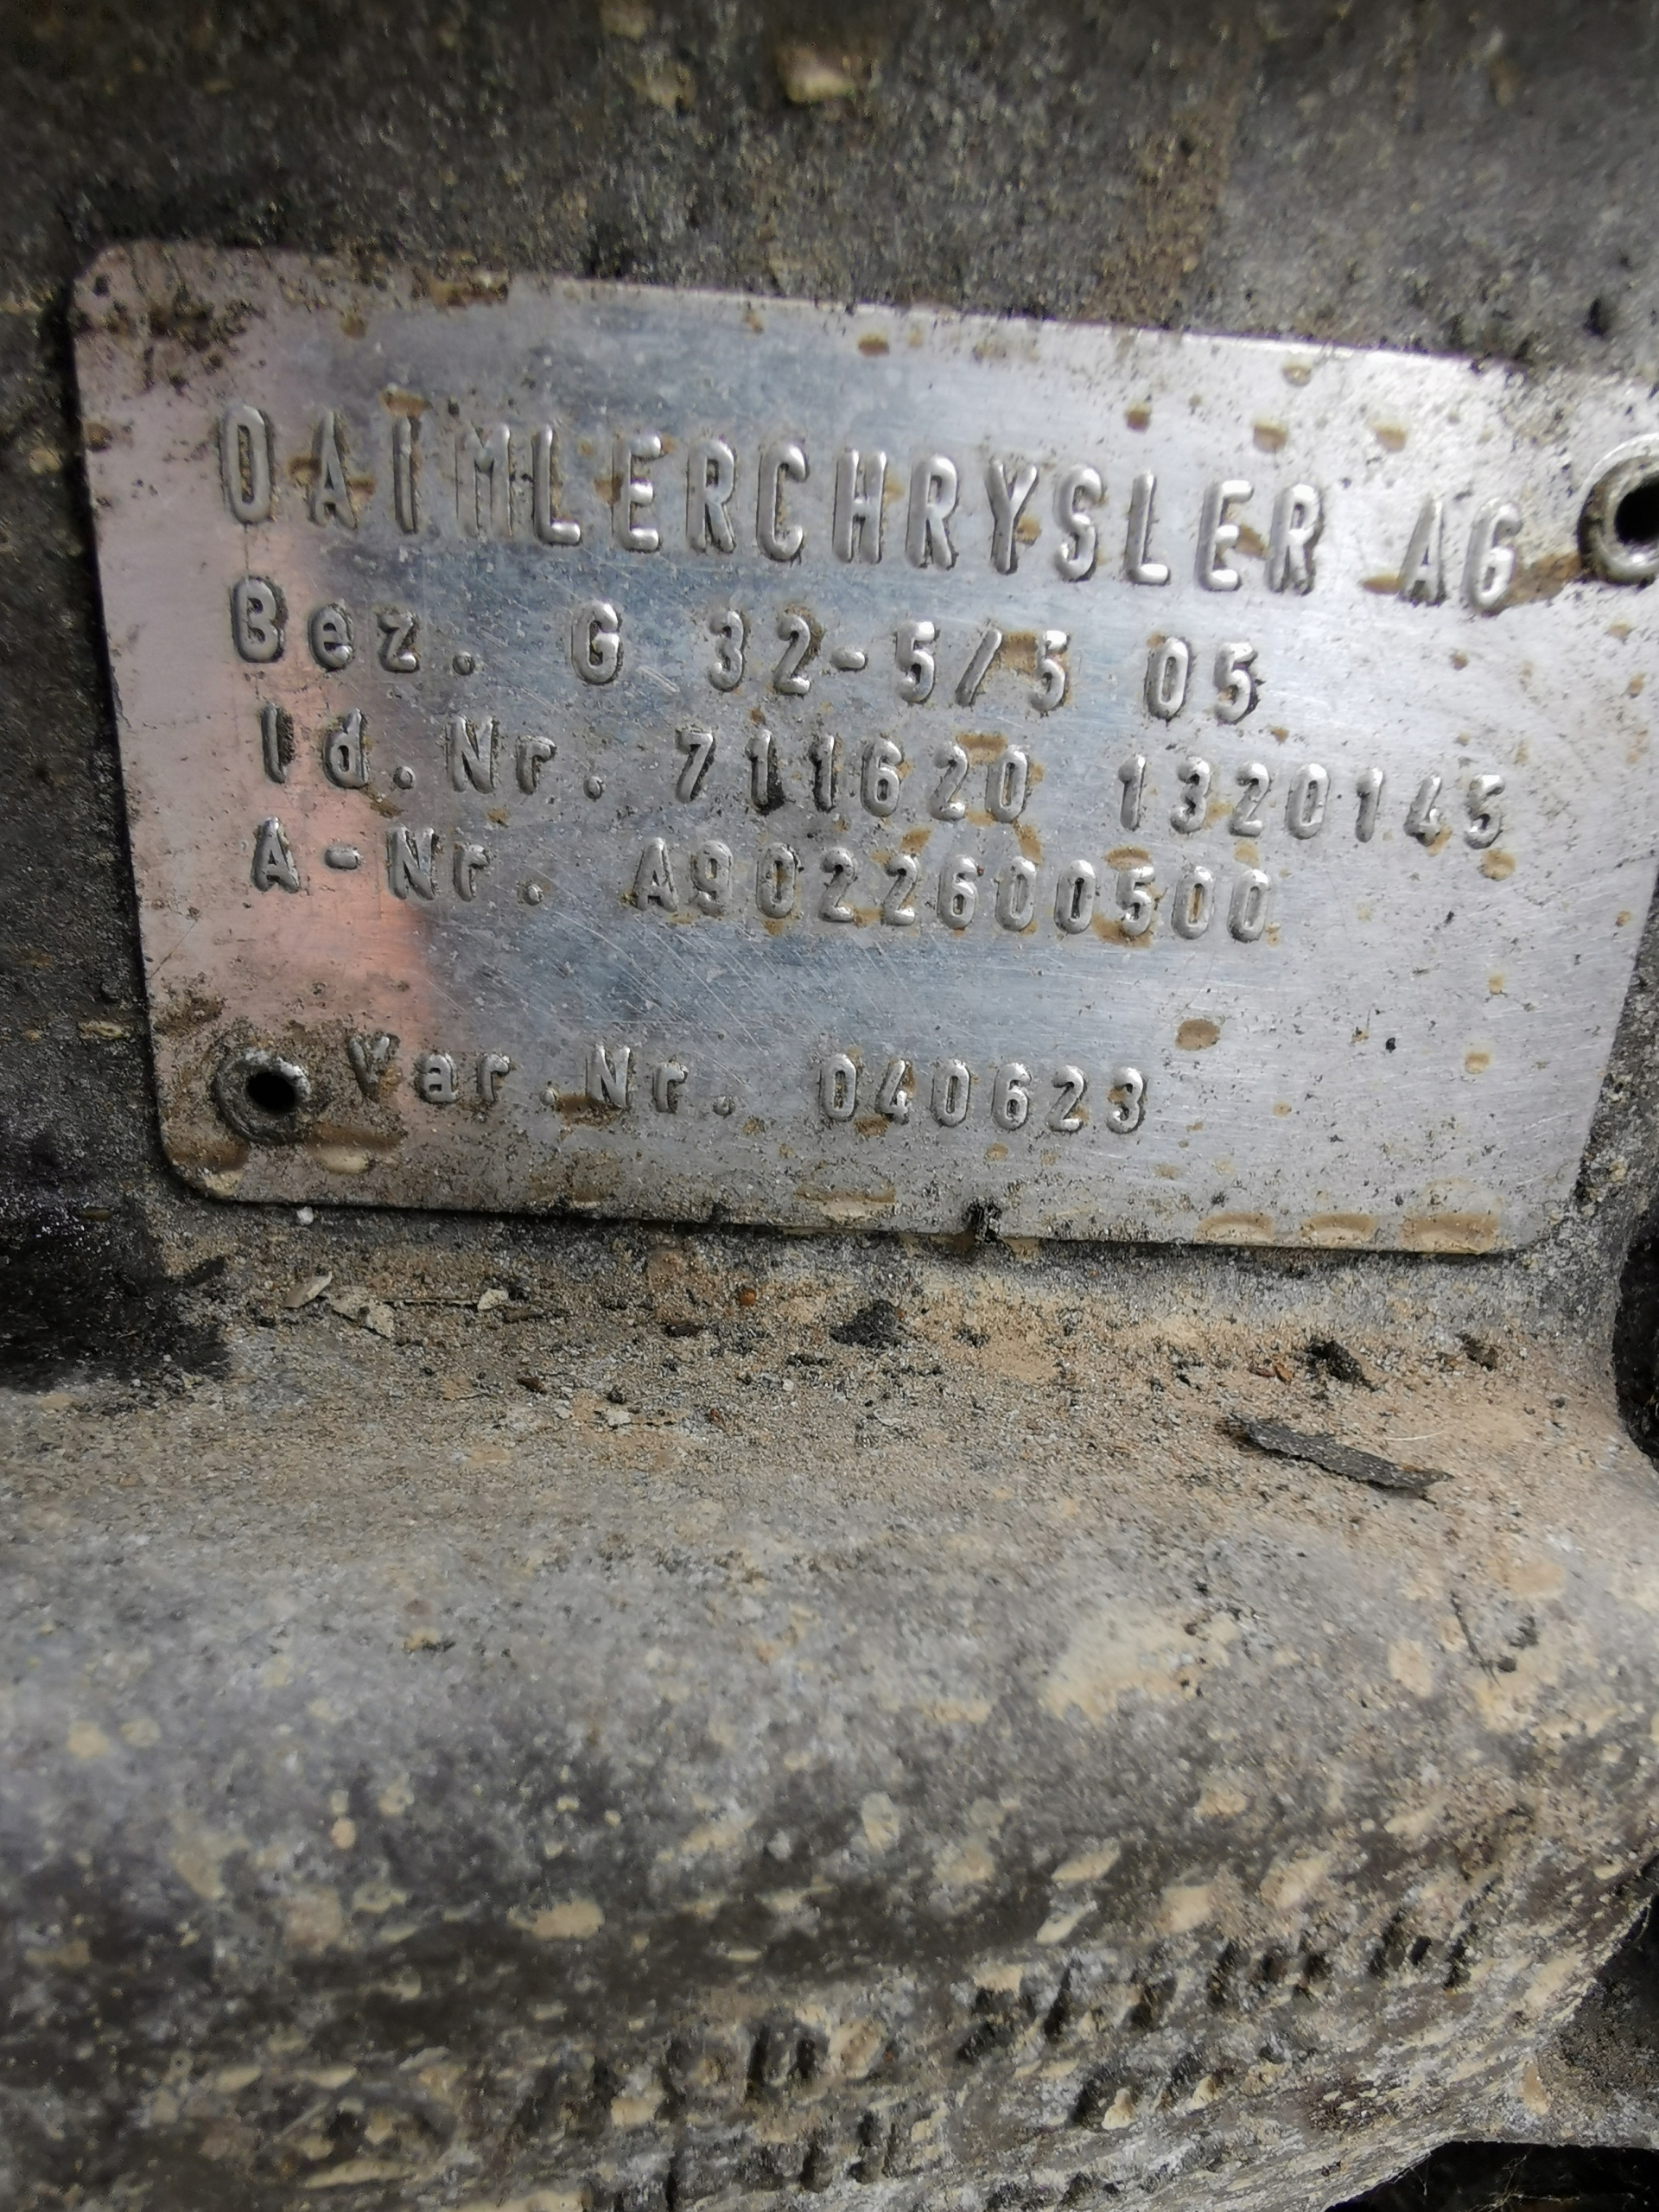 DAIMLERCHRYSLER AG
Bez. G 32-5/5 05
Id.Nr. 711620 1320145
A-Nr. A9022600500
Var.Nr. 040623